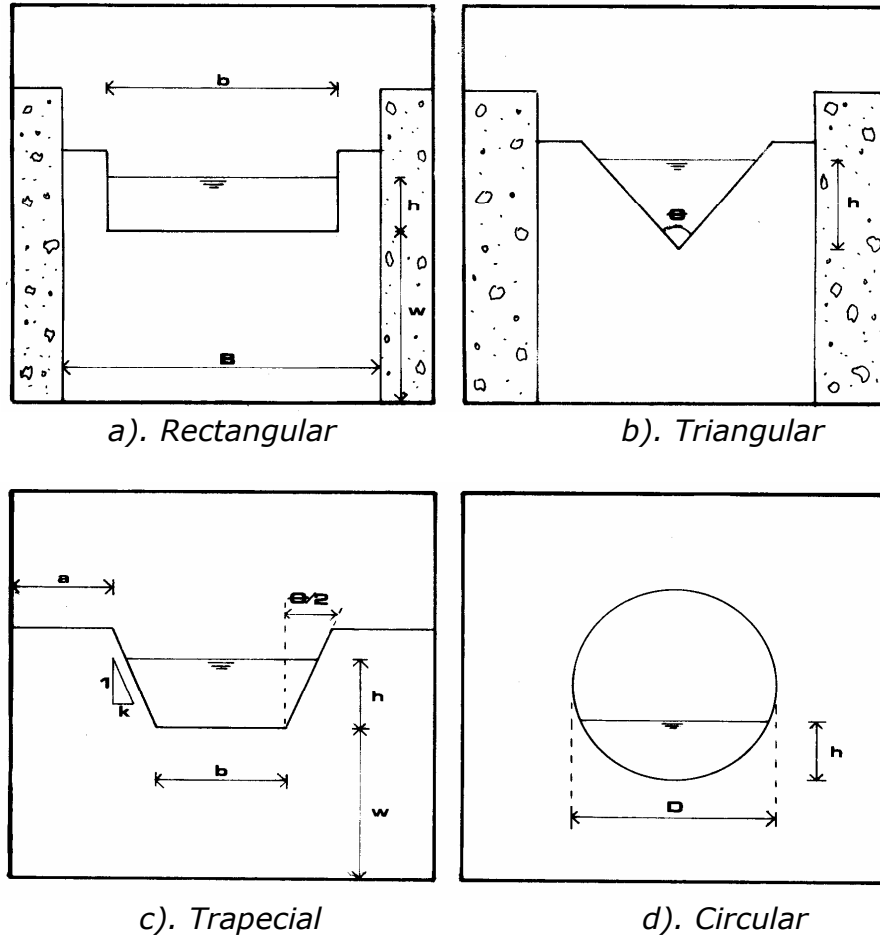 b
h
w
B
a). Rectangular
θ
h
b). Triangular
a
θ/2
1
k
h
b
w
c). Trapecial
h
D
d). Circular